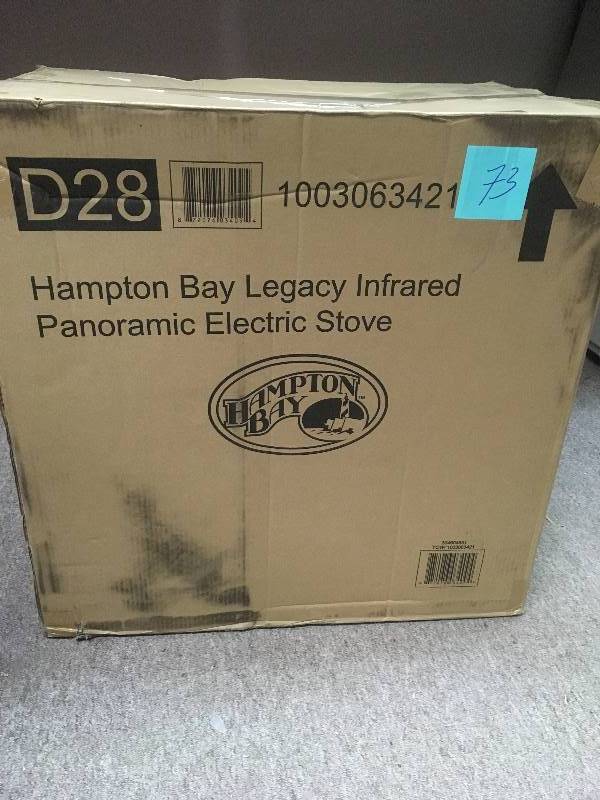 D28
1003063421
73
Hampton Bay Legacy Infrared
Panoramic Electric Stove
HAMPTON
BAY